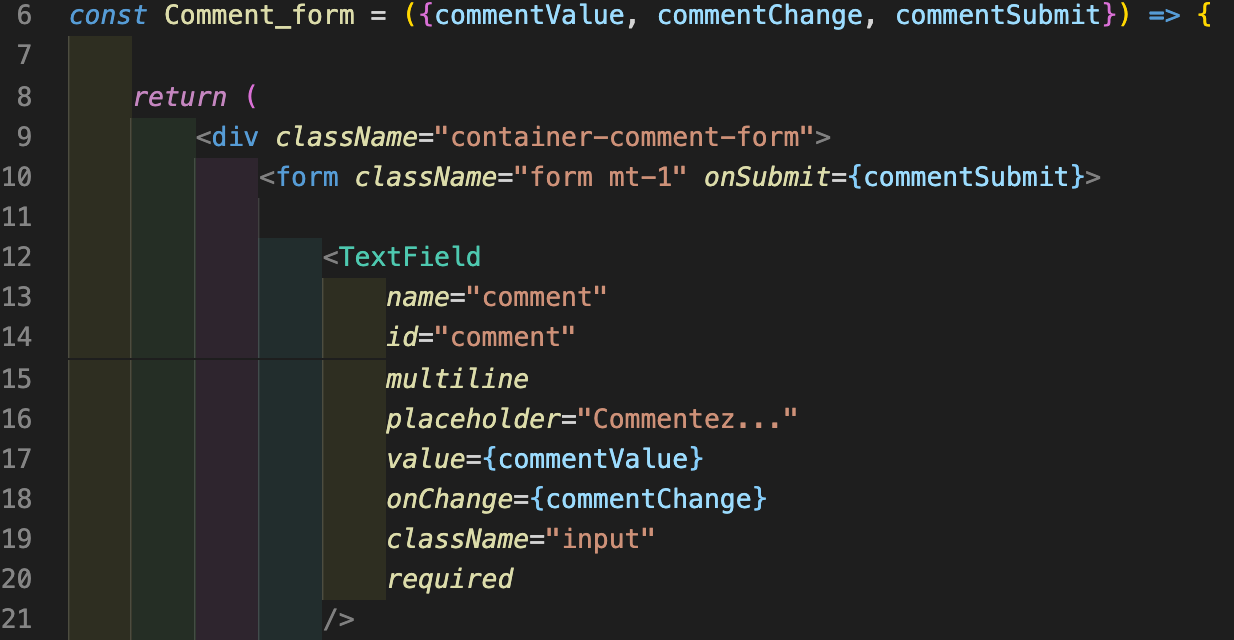 6 const Comment_form = ({commentValue, commentChange, commentSubmit}) => {
7
8 return (
9 <div className="container-comment-form">
10 <form className="form mt-1" onSubmit={commentSubmit}>
11
12 <TextField
13 name="comment"
14 id="comment"
15 multiline
16 placeholder="Commentez..."
17 value={commentValue}
18 onChange={commentChange}
19 className="input"
20 required
21 />